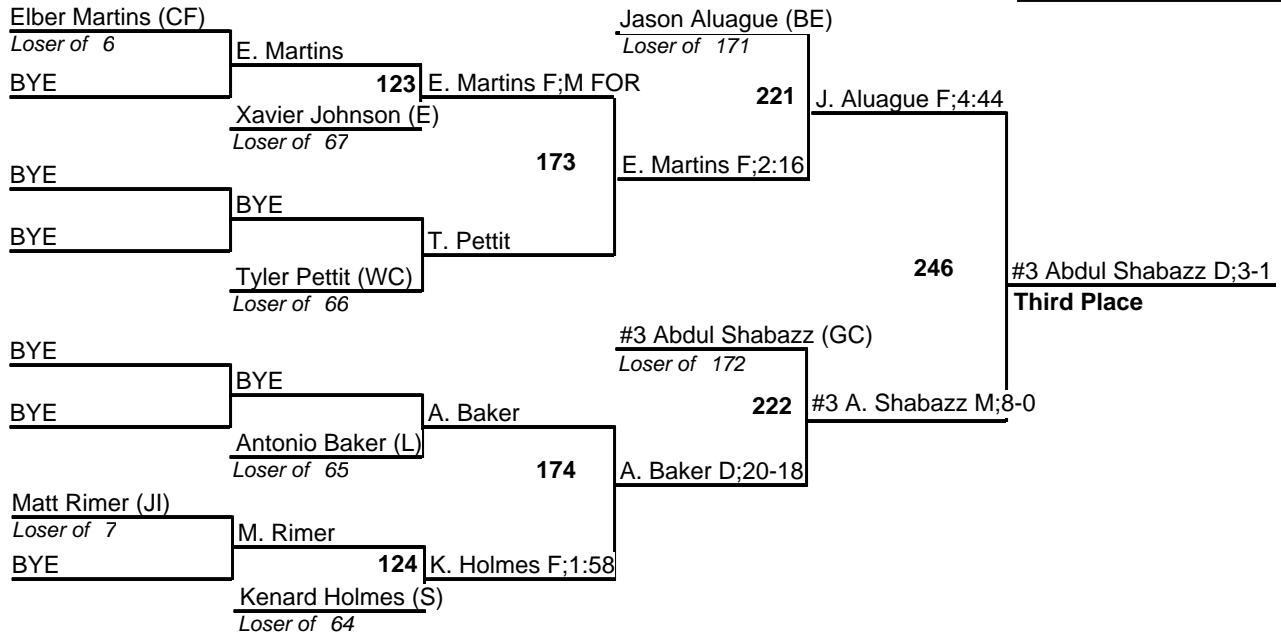 Elber Martins (CF)
Loser of 6
BYE
E. Martins
123
Xavier Johnson (E)
Loser of 67
E. Martins F;M FOR
BYE
BYE
BYE
Tyler Pettit (WC)
Loser of 66
T. Pettit
173
Jason Aluague (BE)
Loser of 171
E. Martins F;2:16
221
J. Aluague F;4:44
BYE
BYE
BYE
Antonio Baker (L)
Loser of 65
A. Baker
Matt Rimer (JI)
Loser of 7
BYE
M. Rimer
124
Kenard Holmes (S)
Loser of 64
K. Holmes F;1:58
174
#3 Abdul Shabazz (GC)
Loser of 172
A. Baker D;20-18
222
#3 A. Shabazz M;8-0
246
#3 Abdul Shabazz D;3-1
Third Place